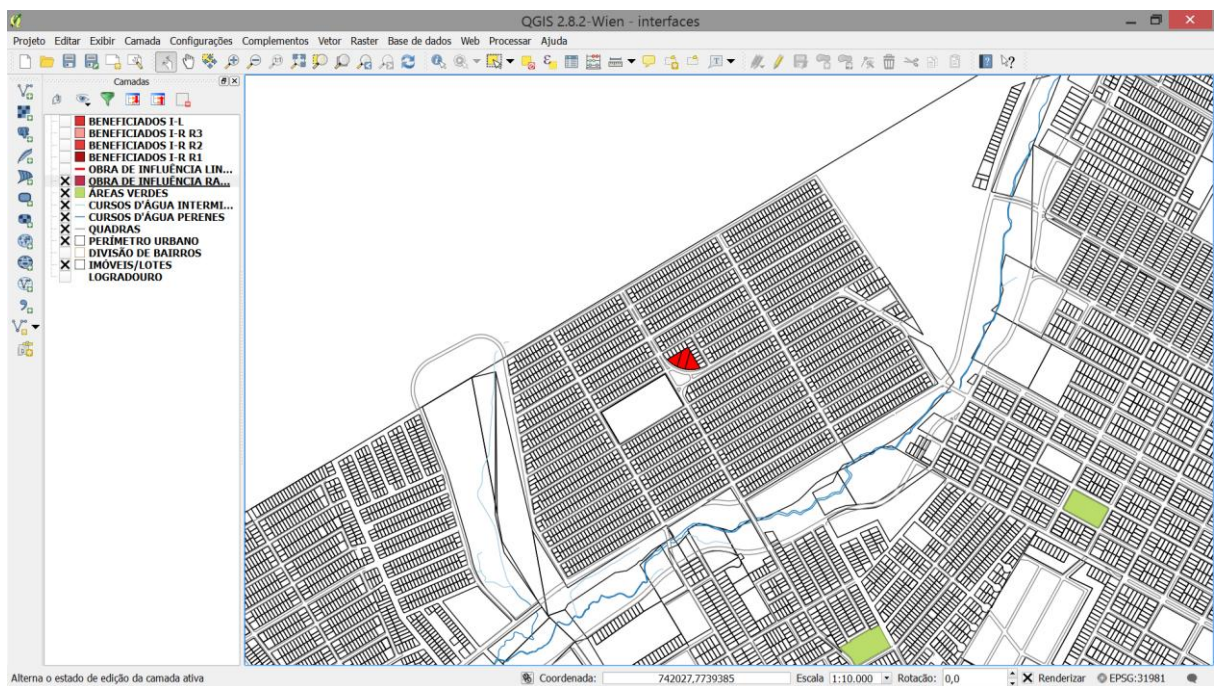 QGIS 2.8.2-Wien - interfaces
Projeto Editar Exibir Camada Configurações Complementos Vetor Raster Base de dados Web Processar Ajuda
Camadas
BENEFICIADOS I-L
BENEFICIADOS I-R R3
BENEFICIADOS I-R R2
BENEFICIADOS I-R R1
OBRA DE INFLUÊNCIA LIN...
OBRA DE INFLUÊNCIA RA...
ÁREAS VERDES
CURSOS D'ÁGUA INTERMI...
CURSOS D'ÁGUA PERENES
QUADRAS
PERÍMETRO URBANO
DIVISÃO DE BAIRROS
IMÓVEIS/LOTES
LOGRADOURO
Alterna o estado de edição da camada ativa Coordenada: 742027,7739385 Escala 1:10.000 Rotação: 0,0 Renderizar EPSG:31981